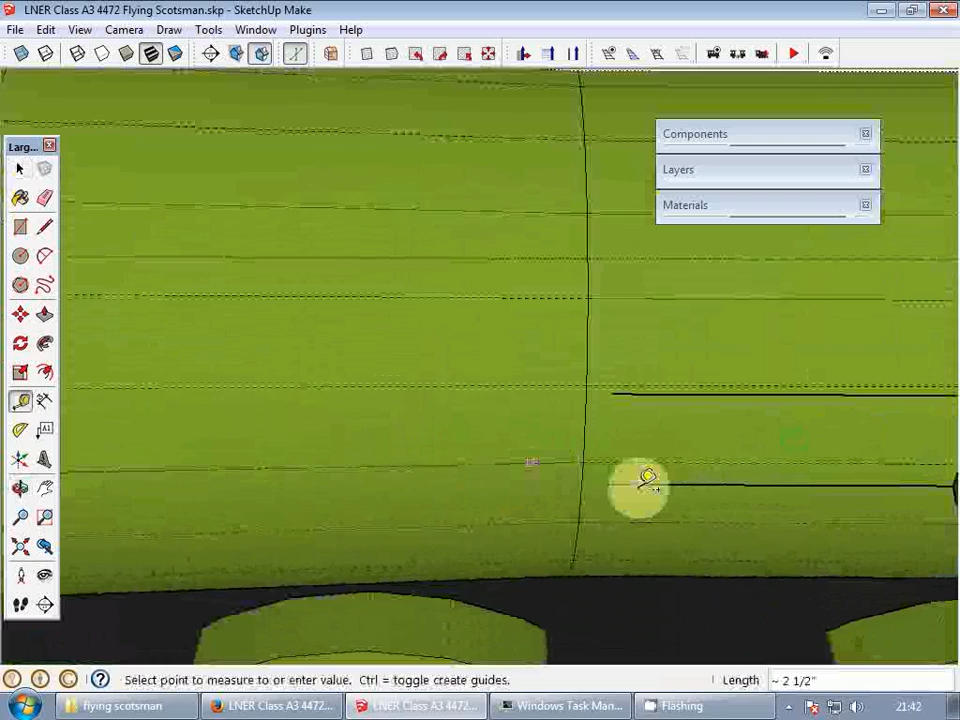 LNER Class A3 4472 Flying Scotsman.skp - SketchUp Make
File Edit View Camera Draw Tools Window Plugins Help
Components
Larg...
Layers
Materials
A1
Select point to measure to or enter value. Ctrl = toggle create guides.
Length
~ 2 1/2"
flying scotsman
LNER Class A3 4472...
LNER Class A3 4472...
Windows Task Man...
Flashing
21:42